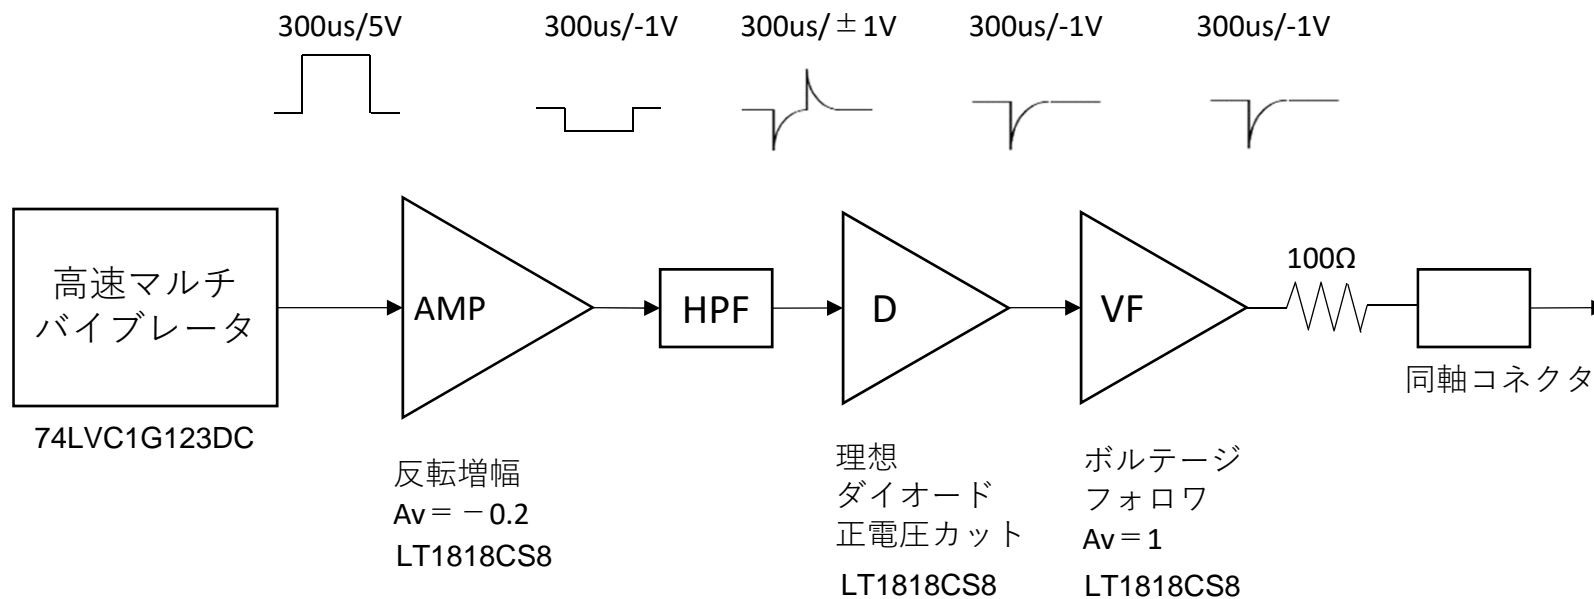 300us/5V
300us/-1V
300us/±1V
300us/-1V
300us/-1V
高速マルチ
バイブレータ
74LVC1G123DC
AMP
反転増幅
Av＝－0.2
LT1818CS8
HPF
D
理想
ダイオード
正電圧カット
LT1818CS8
VF
ボルテージ
フォロワ
Av＝1
LT1818CS8
100Ω
同軸コネクタ